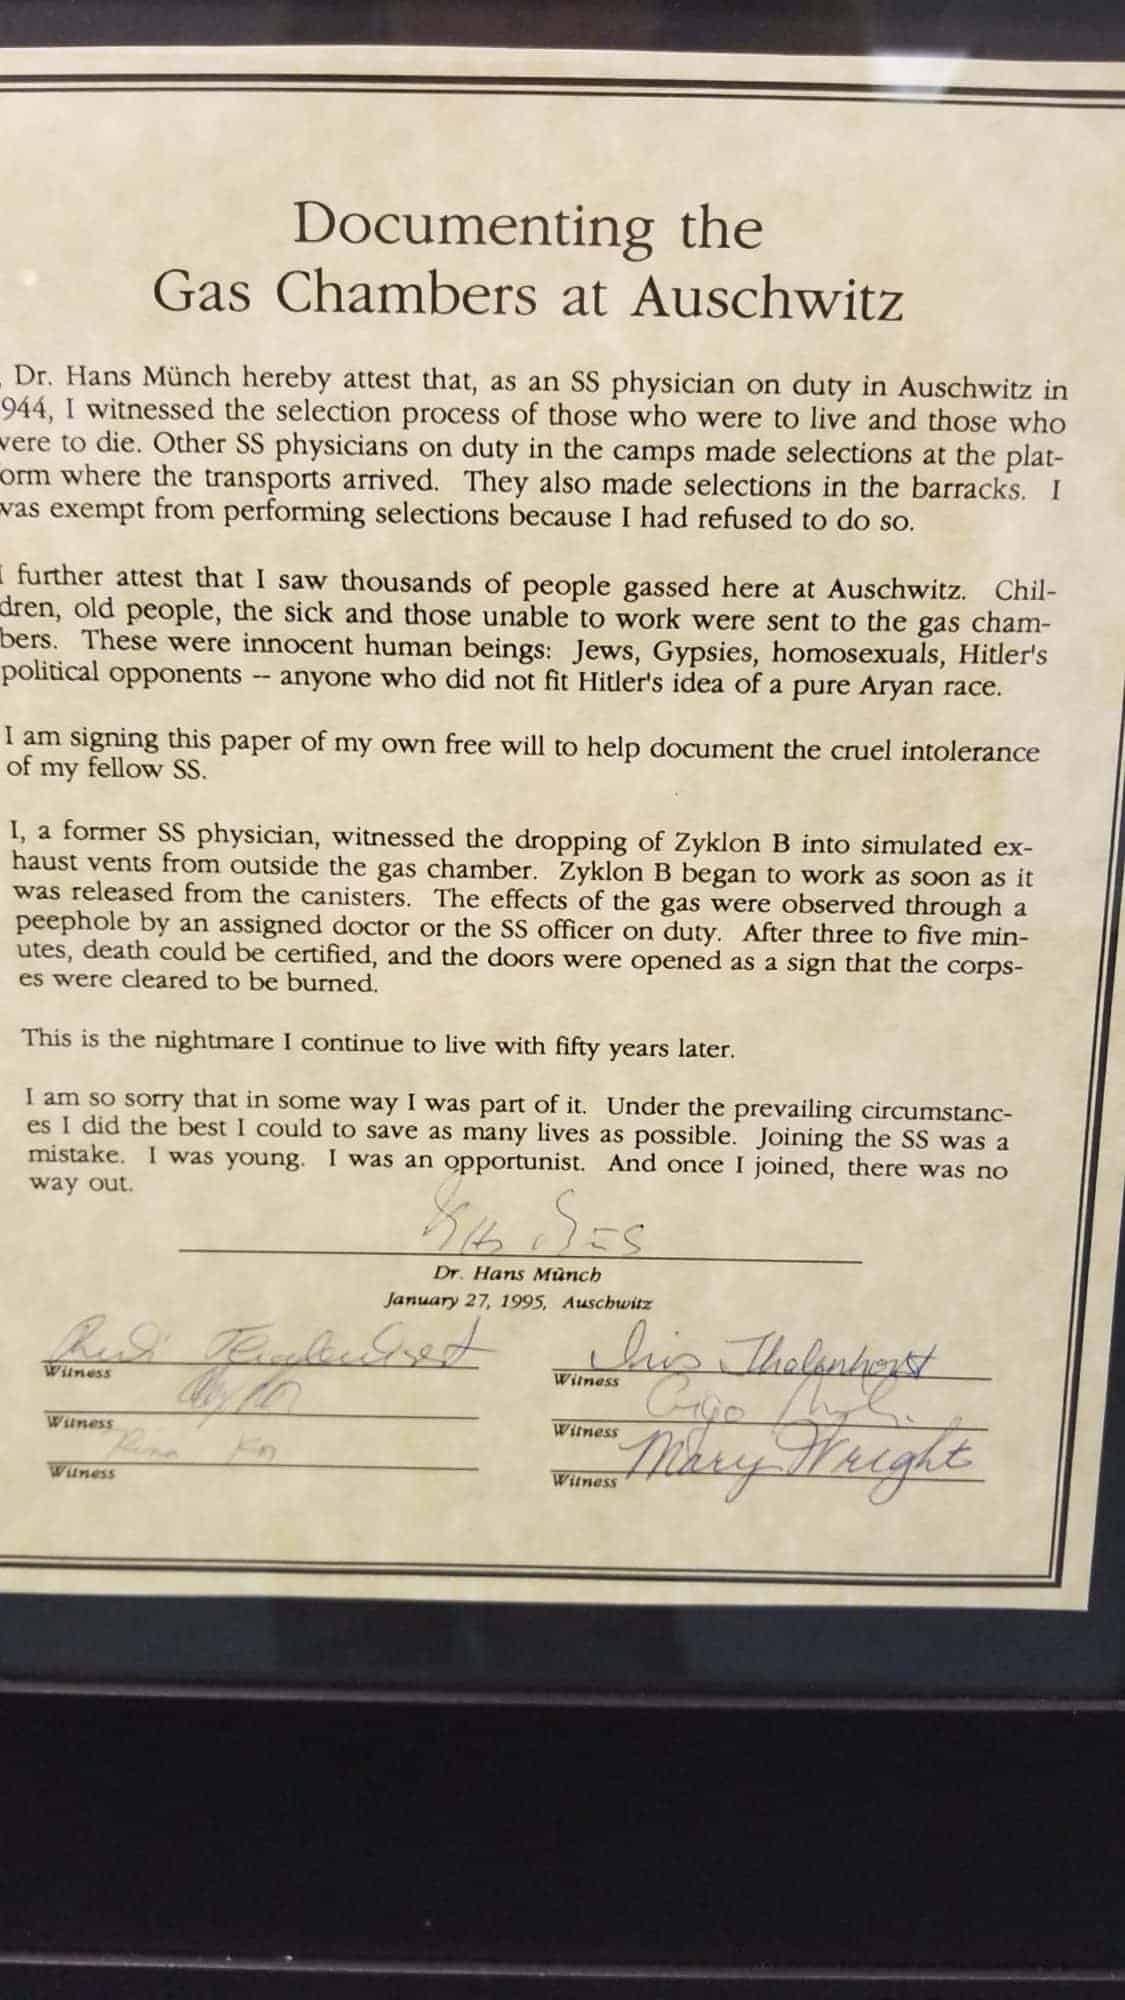 Documenting the
Gas Chambers at Auschwitz
Dr. Hans Münch hereby attest that, as an SS physician on duty in Auschwitz in
944, I witnessed the selection process of those who were to live and those who
were to die. Other SS physicians on duty in the camps made selections at the plat-
orm where the transports arrived. They also made selections in the barracks. I
was exempt from performing selections because I had refused to do so.
I further attest that I saw thousands of people gassed here at Auschwitz. Chil-
dren, old people, the sick and those unable to work were sent to the gas cham-
bers. These were innocent human beings: Jews, Gypsies, homosexuals, Hitler's
political opponents -- anyone who did not fit Hitler's idea of a pure Aryan race.
I am signing this paper of my own free will to help document the cruel intolerance
of my fellow SS.
I, a former SS physician, witnessed the dropping of Zyklon B into simulated ex-
haust vents from outside the gas chamber. Zyklon B began to work as soon as it
was released from the canisters. The effects of the gas were observed through a
peephole by an assigned doctor or the SS officer on duty. After three to five min-
utes, death could be certified, and the doors were opened as a sign that the corps-
es were cleared to be burned.
This is the nightmare I continue to live with fifty years later.
I am so sorry that in some way I was part of it. Under the prevailing circumstanc-
es I did the best I could to save as many lives as possible. Joining the SS was a
mistake. I was young. I was an opportunist. And once I joined, there was no
way out.
Dr. Hans Münch
January 27, 1995, Auschwitz
Iris Thalenhorst
Witness
Witness
Witness
Witness
Rina Kor
Mary Wright
Witness
Witness